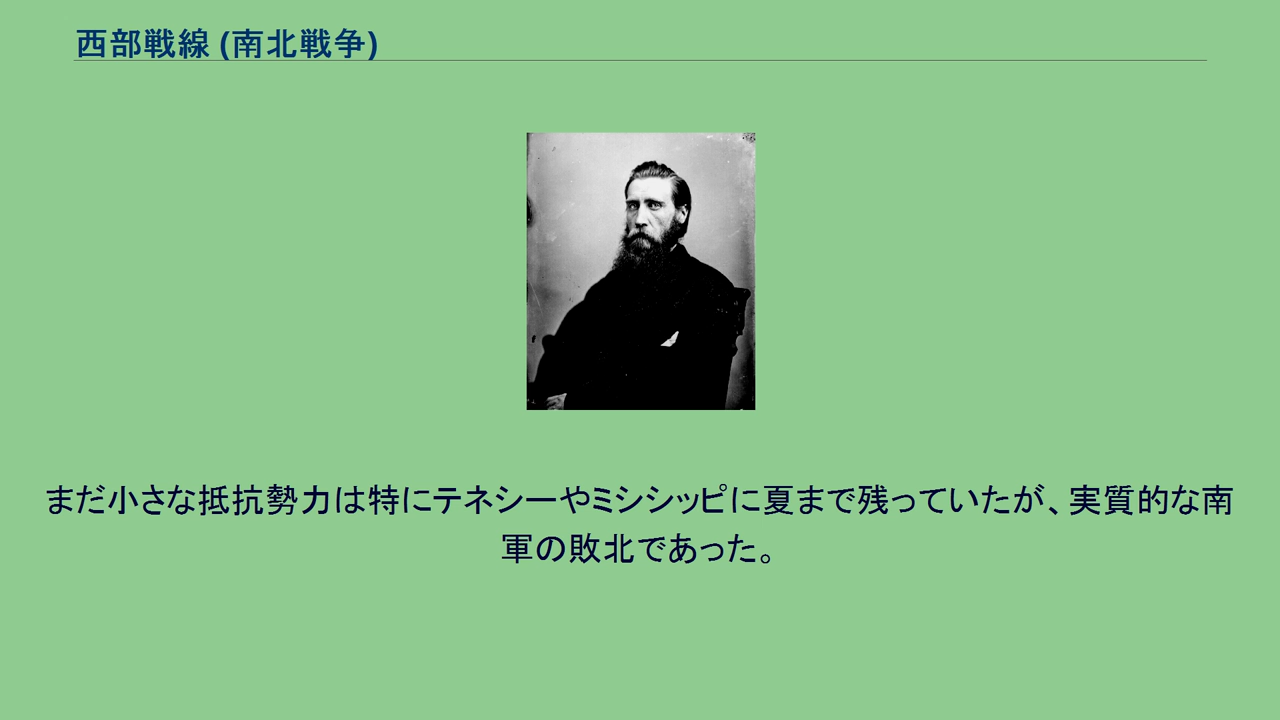 西部戦線 (南北戦争)
まだ小さな抵抗勢力は特にテネシーやミシシッピに夏まで残っていたが、実質的な南
軍の敗北であった。